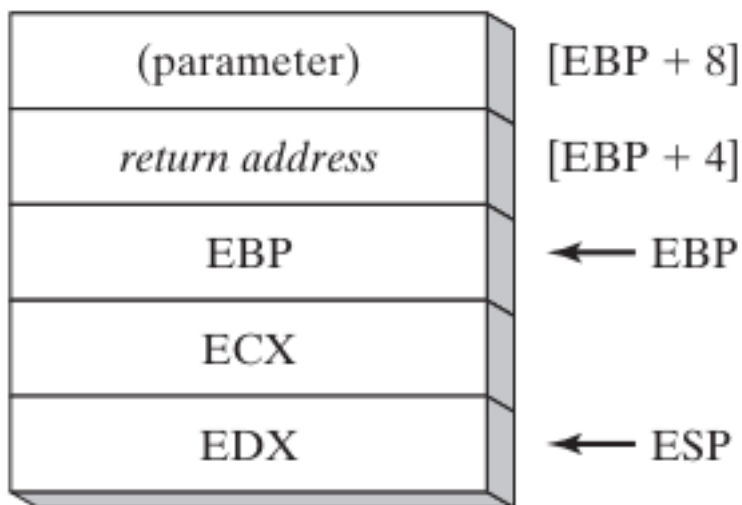 (parameter) [EBP + 8]
return address [EBP + 4]
EBP EBP
ECX
EDX ESP